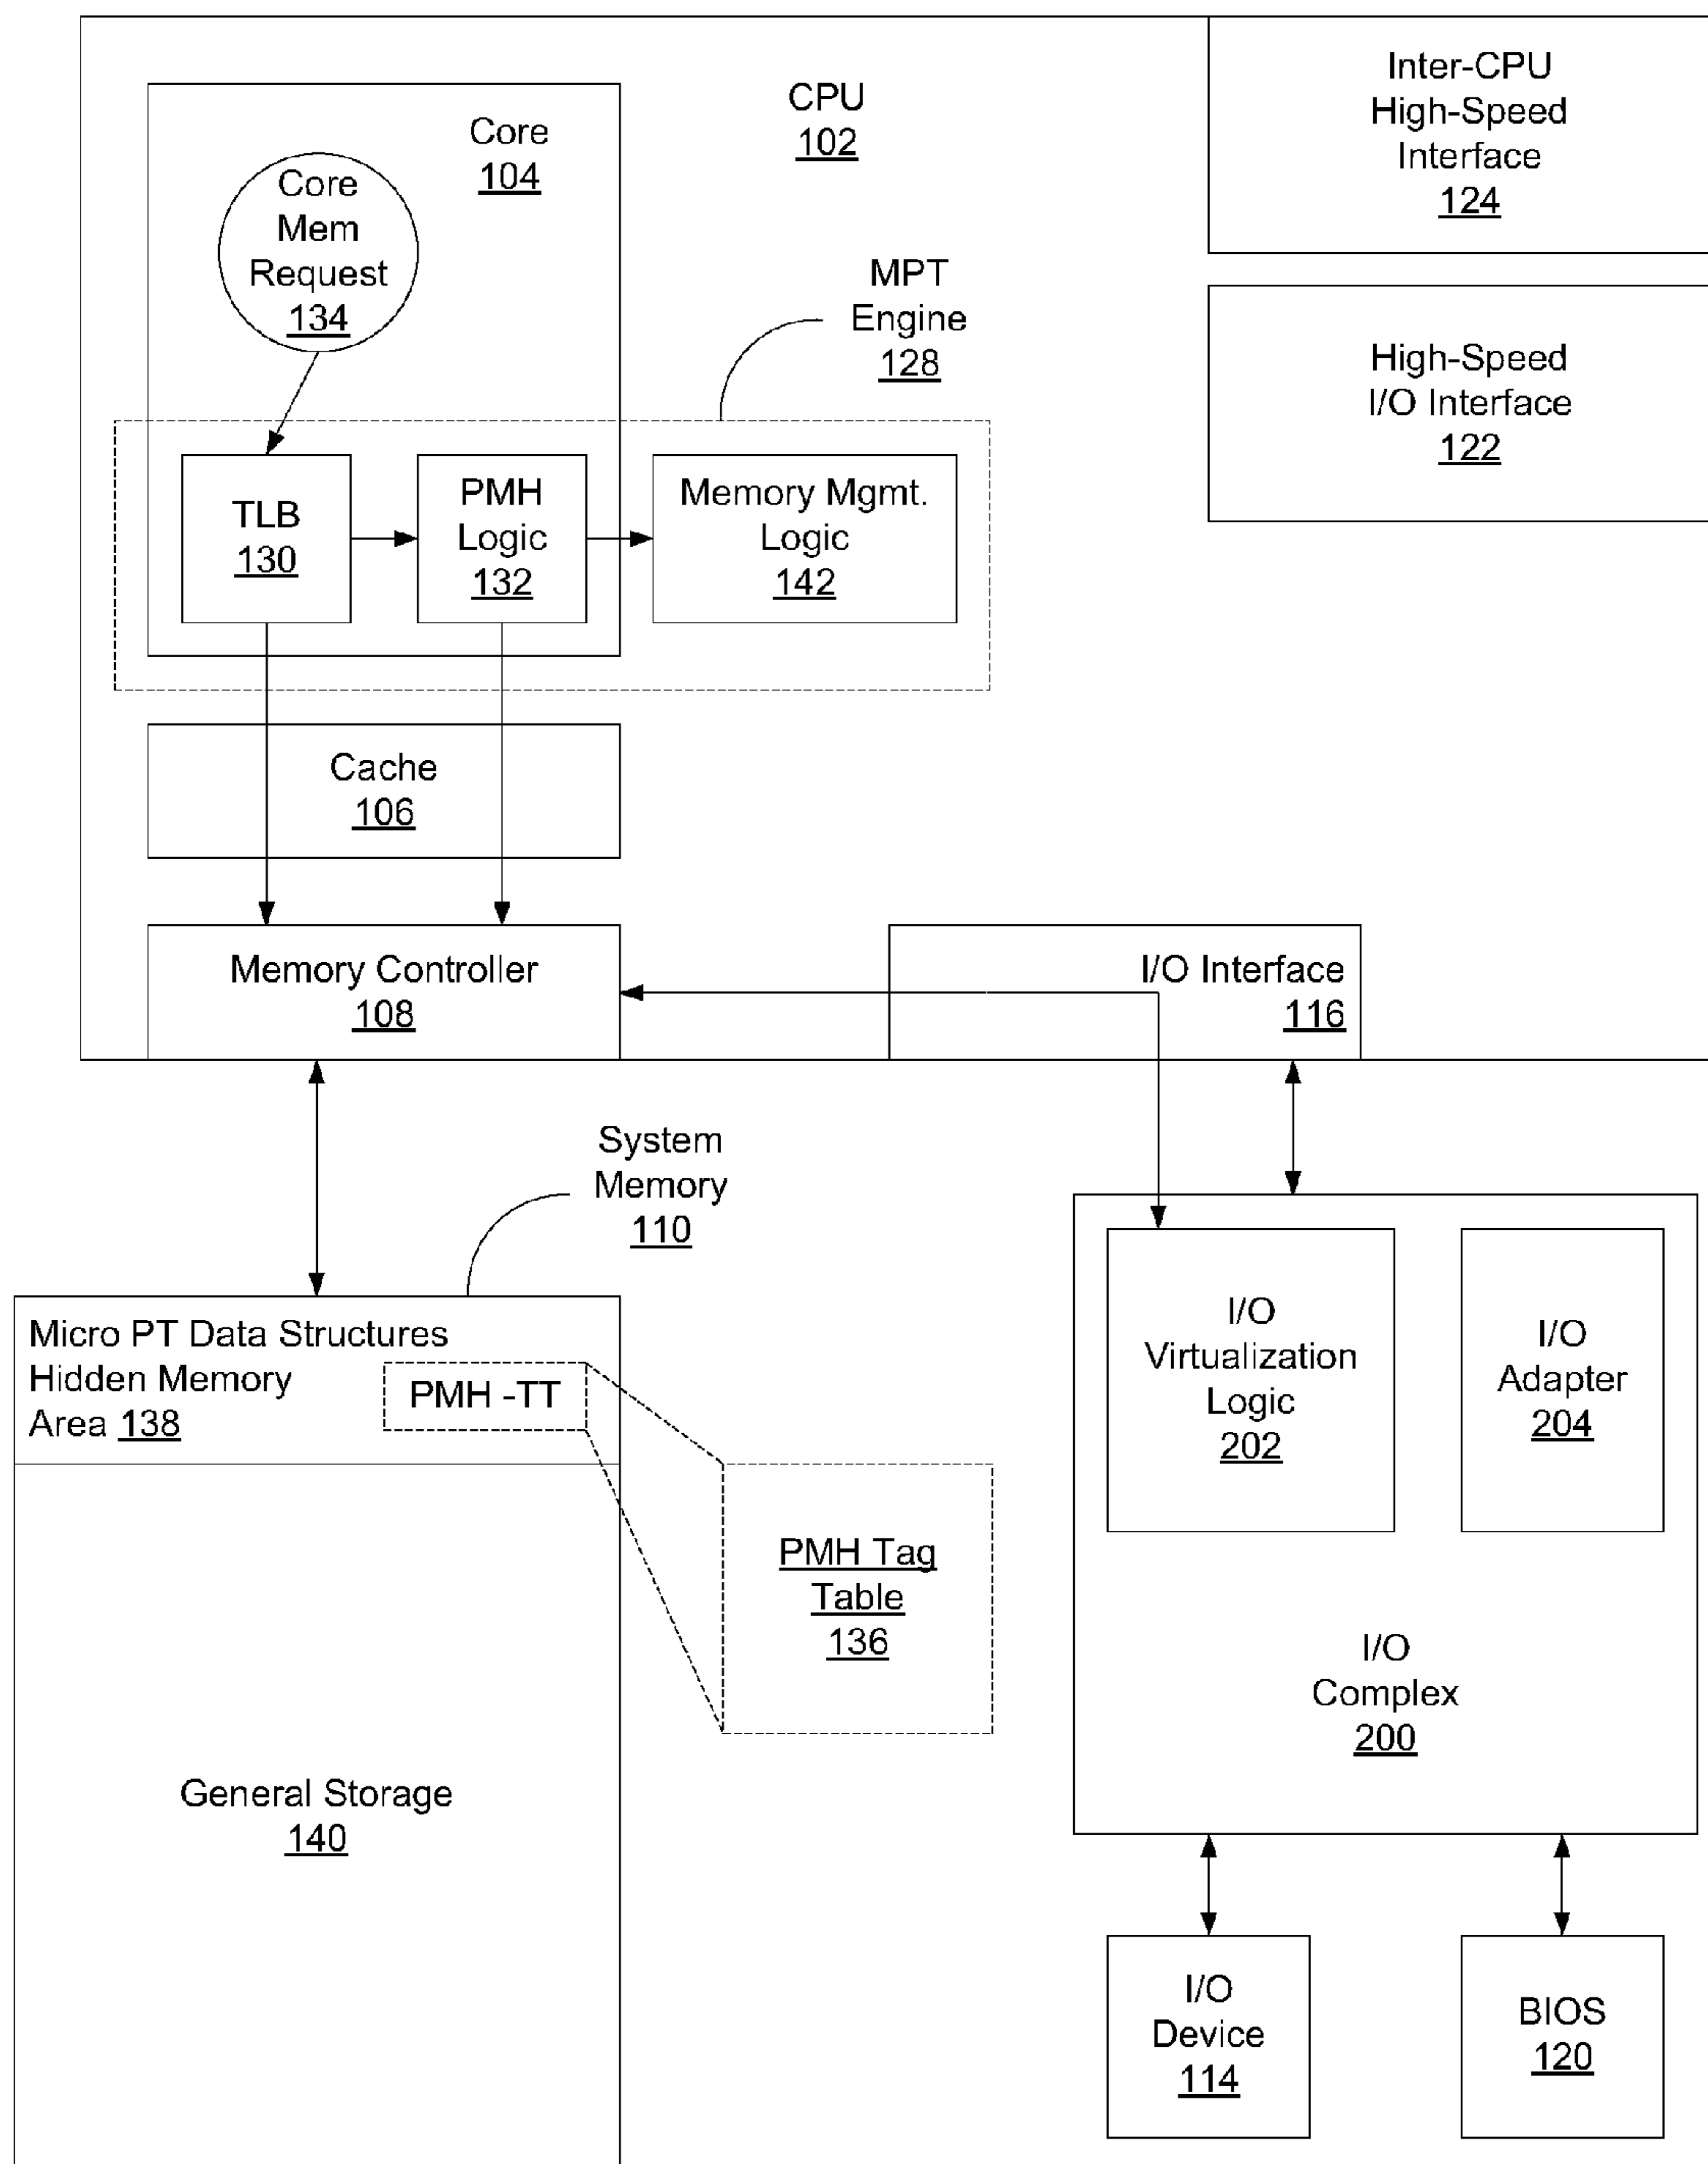 CPU
102
Inter-CPU
High-Speed
Interface
124
Core
104
Core
Mem
Request
134
MPT
Engine
128
High-Speed
I/O Interface
122
TLB
130
PMH
Logic
132
Memory Mgmt.
Logic
142
Cache
106
Memory Controller
108
I/O Interface
116
System
Memory
110
Micro PT Data Structures
Hidden Memory
Area 138
PMH -TT
PMH Tag
Table
136
General Storage
140
I/O
Virtualization
Logic
202
I/O
Adapter
204
I/O
Complex
200
I/O
Device
114
BIOS
120